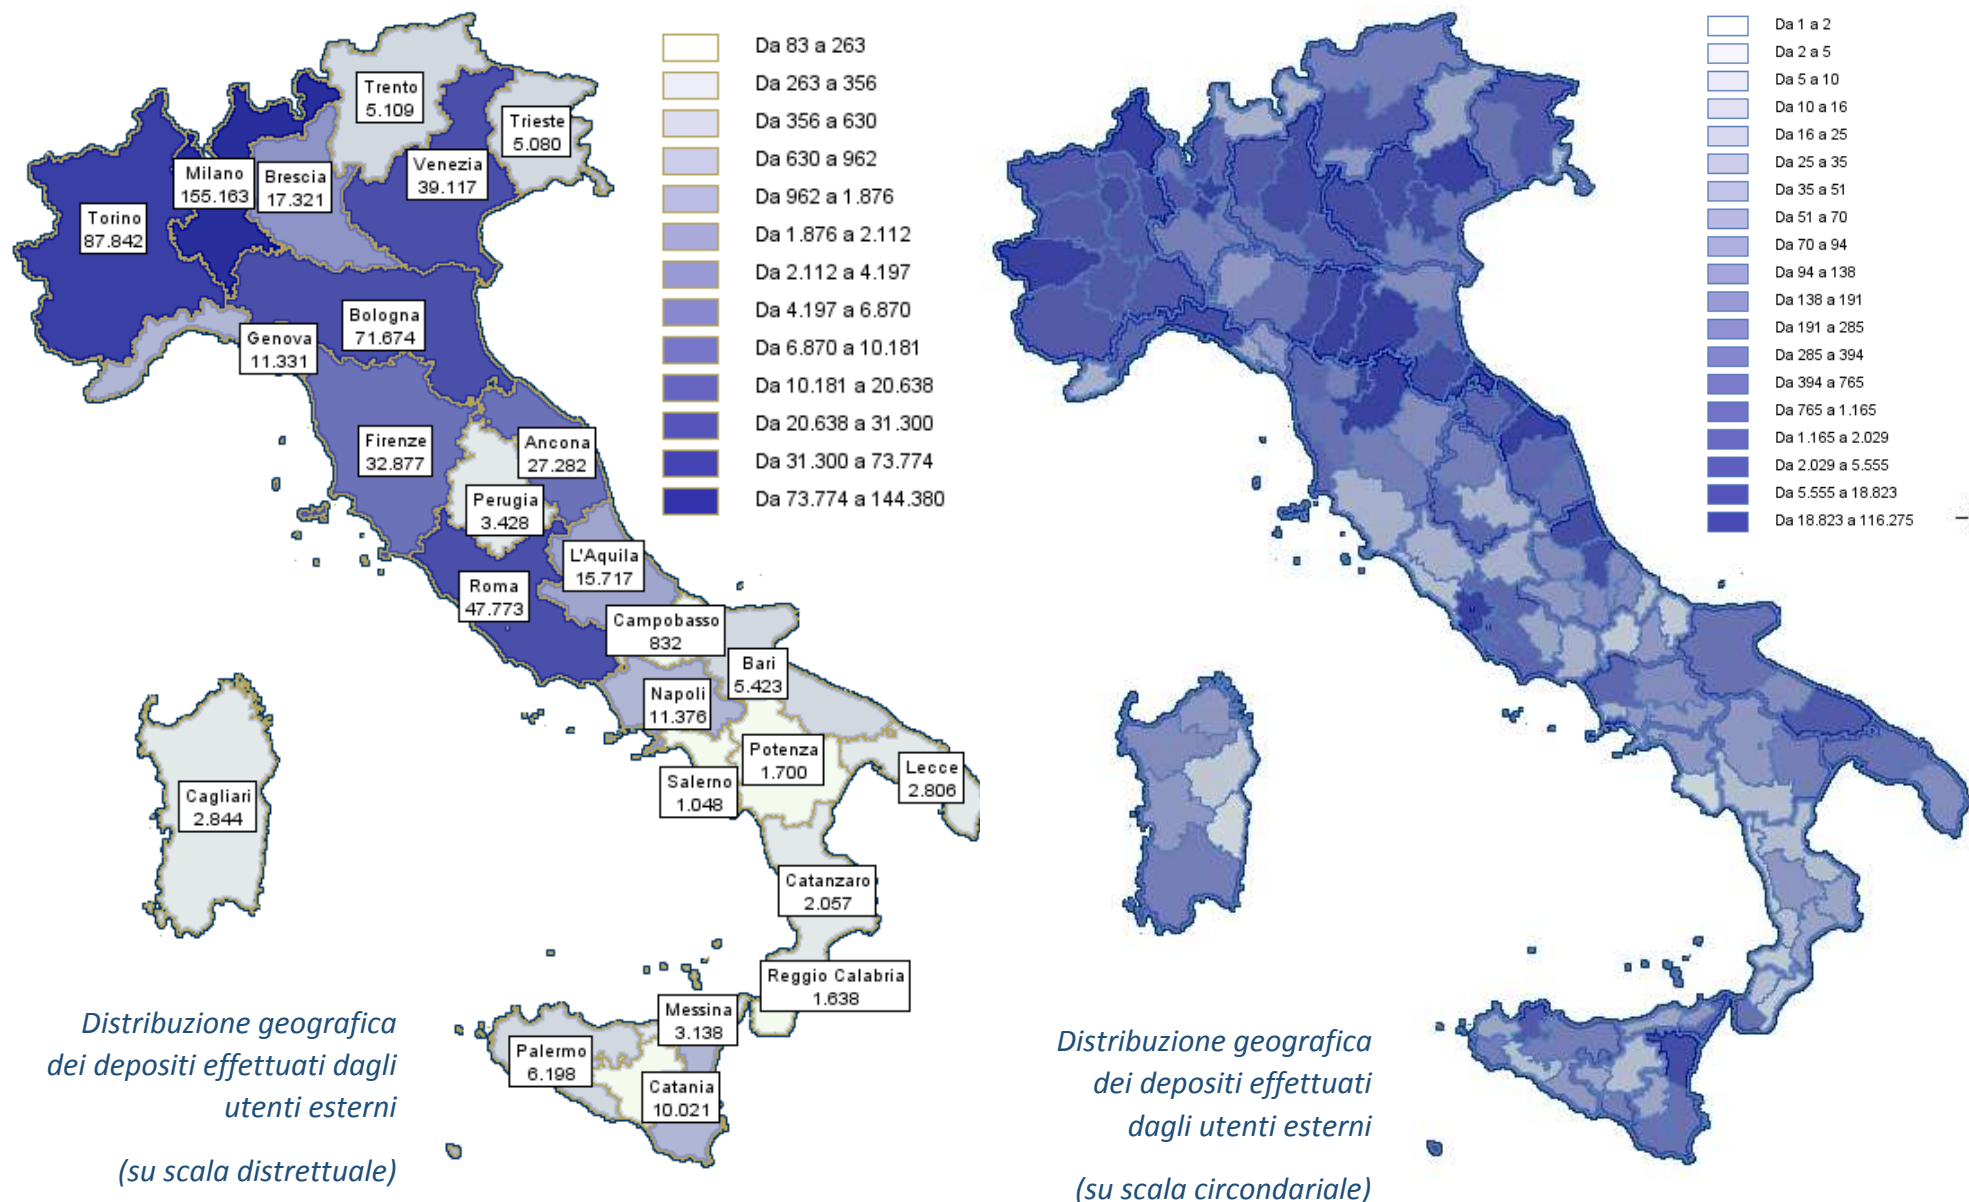 Trento
5.109
Trieste
5.080
Venezia
39.117
Milano
155.163
Brescia
17.321
Torino
87.842
Bologna
71.674
Genova
11.331
Firenze
32.877
Ancona
27.282
Perugia
3.428
L'Aquila
15.717
Roma
47.773
Campobasso
832
Bari
5.423
Napoli
11.376
Potenza
1.700
Salerno
1.048
Lecce
2.806
Cagliari
2.844
Catanzaro
2.057
Reggio Calabria
1.638
Messina
3.138
Palermo
6.198
Catania
10.021
Da 83 a 263
Da 263 a 356
Da 356 a 630
Da 630 a 962
Da 962 a 1.876
Da 1.876 a 2.112
Da 2.112 a 4.197
Da 4.197 a 6.870
Da 6.870 a 10.181
Da 10.181 a 20.638
Da 20.638 a 31.300
Da 31.300 a 73.774
Da 73.774 a 144.380
Distribuzione geografica
dei depositi effettuati dagli
utenti esterni
(su scala distrettuale)
Da 1 a 2
Da 2 a 5
Da 5 a 10
Da 10 a 16
Da 16 a 25
Da 25 a 35
Da 35 a 51
Da 51 a 70
Da 70 a 94
Da 94 a 138
Da 138 a 191
Da 191 a 285
Da 285 a 394
Da 394 a 765
Da 765 a 1.165
Da 1.165 a 2.029
Da 2.029 a 5.555
Da 5.555 a 18.823
Da 18.823 a 116.275
Distribuzione geografica
dei depositi effettuati
dagli utenti esterni
(su scala circondariale)